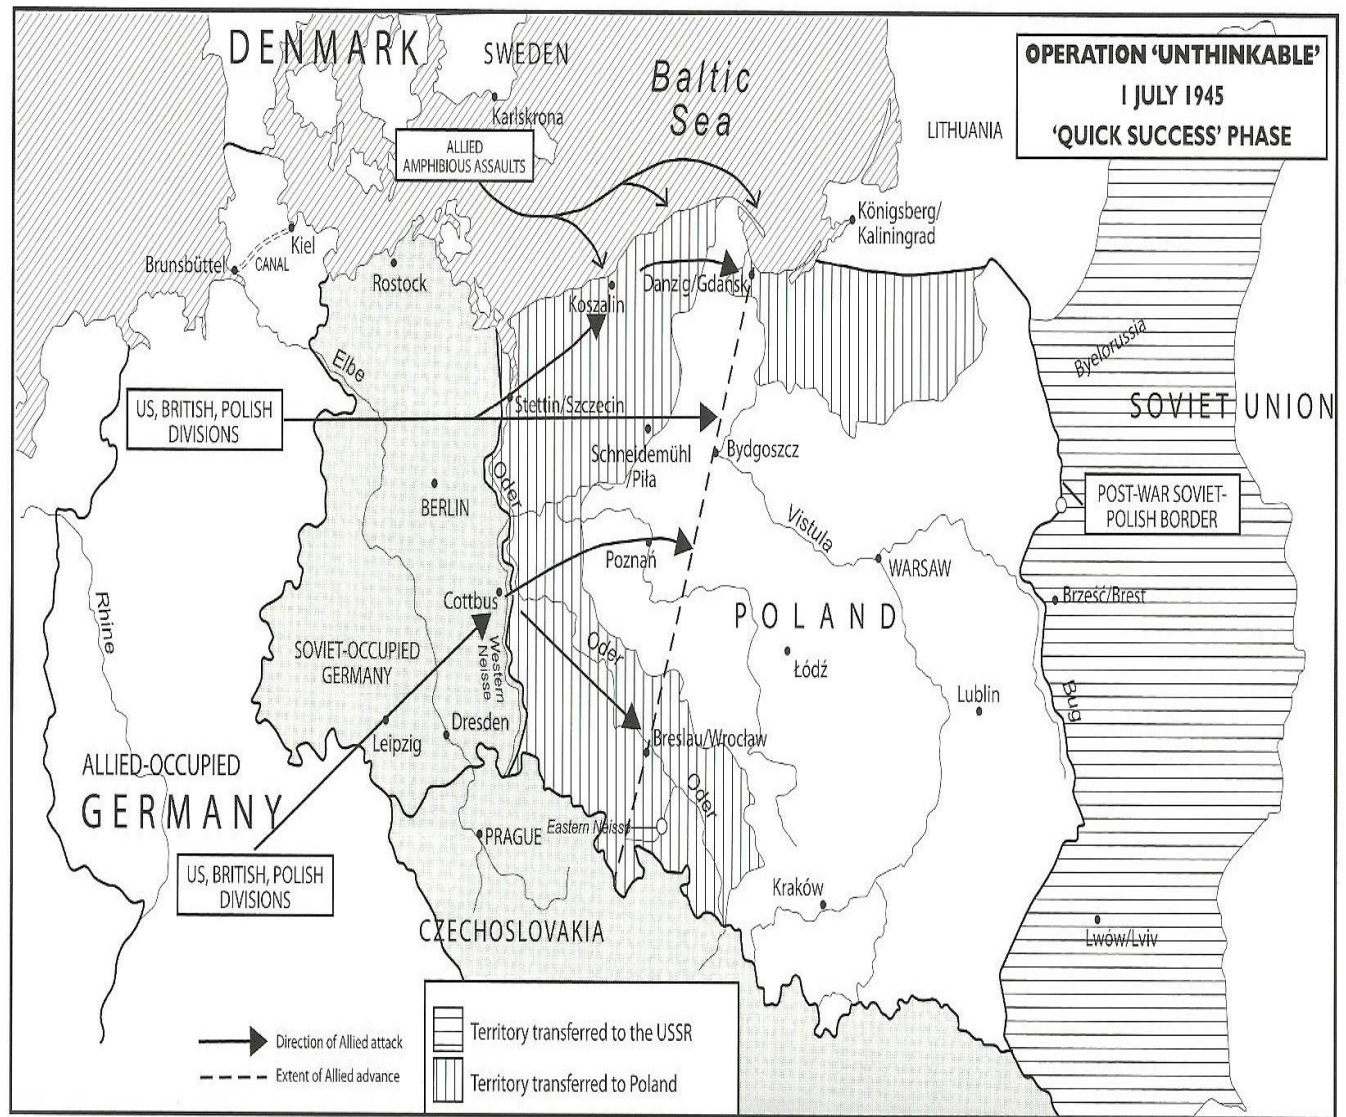 DENMARK
SWEDEN
Baltic
Sea
OPERATION ‘UNTHINKABLE’
1 JULY 1945
‘QUICK SUCCESS’ PHASE
Karlskrona
LITHUANIA
ALLIED
AMPHIBIOUS ASSAULTS
Königsberg/
Kaliningrad
Kiel
Brunsbüttel
CANAL
Rostock
Danzig/Gdańsk
Koszalin
Byelorussia
Elbe
US, BRITISH, POLISH
DIVISIONS
Stettin/Szczecin
SOVIET UNION
Schneidemühl
/Piła
Bydgoszcz
Oder
BERLIN
POST-WAR SOVIET-
POLISH BORDER
Vistula
Poznań
WARSAW
Cottbus
Brześć/Brest
Rhine
POLAND
SOVIET-OCCUPIED
GERMANY
Western
Neisse
Oder
Łódź
Lublin
Bug
Dresden
Leipzig
Breslau/Wrocław
ALLIED-OCCUPIED
GERMANY
Oder
PRAGUE
Eastern Neisse
US, BRITISH, POLISH
DIVISIONS
Kraków
CZECHOSLOVAKIA
Lwów/Lviv
Direction of Allied attack
Extent of Allied advance
Territory transferred to the USSR
Territory transferred to Poland